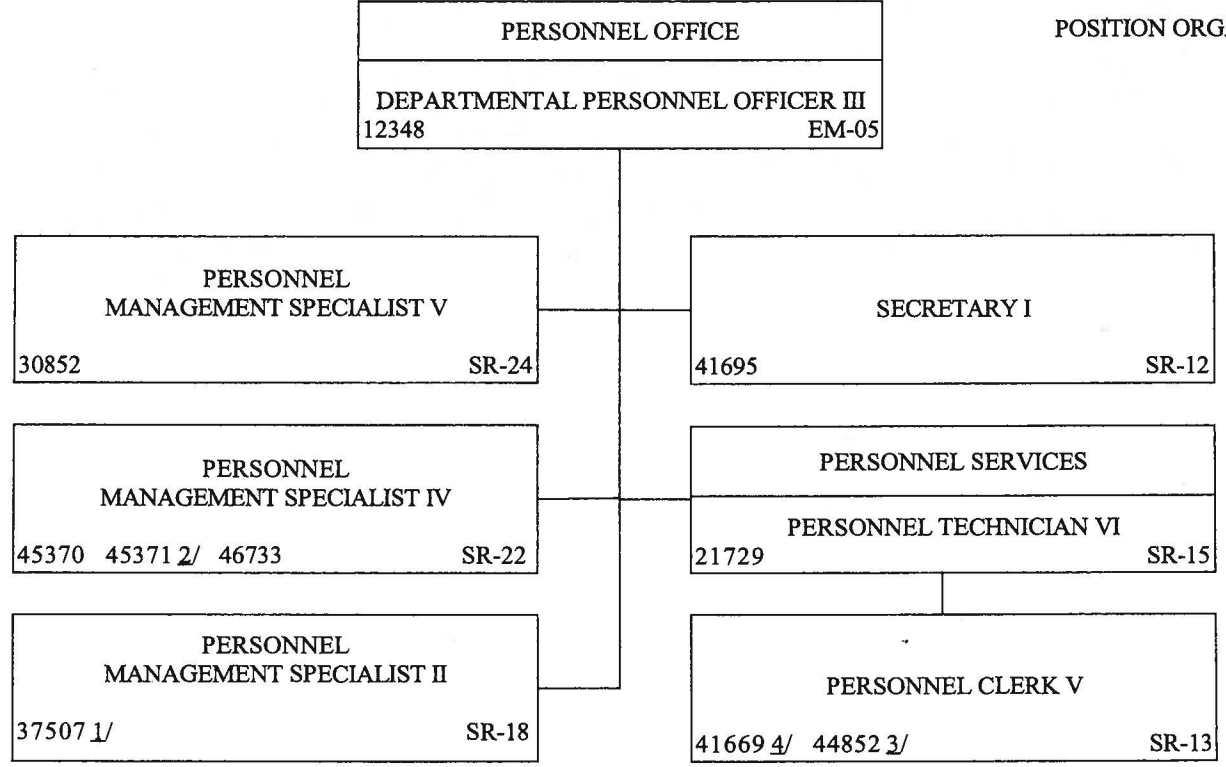 PERSONNEL OFFICE
POSITION ORG
DEPARTMENTAL PERSONNEL OFFICER III
12348 EM-05
PERSONNEL
MANAGEMENT SPECIALIST V
30852 SR-24
SECRETARY I
41695 SR-12
PERSONNEL
MANAGEMENT SPECIALIST IV
45370 45371 2/ 46733 SR-22
PERSONNEL SERVICES
PERSONNEL TECHNICIAN VI
21729 SR-15
PERSONNEL
MANAGEMENT SPECIALIST II
37507 1/ SR-18
PERSONNEL CLERK V
41669 4/ 44852 3/ SR-13